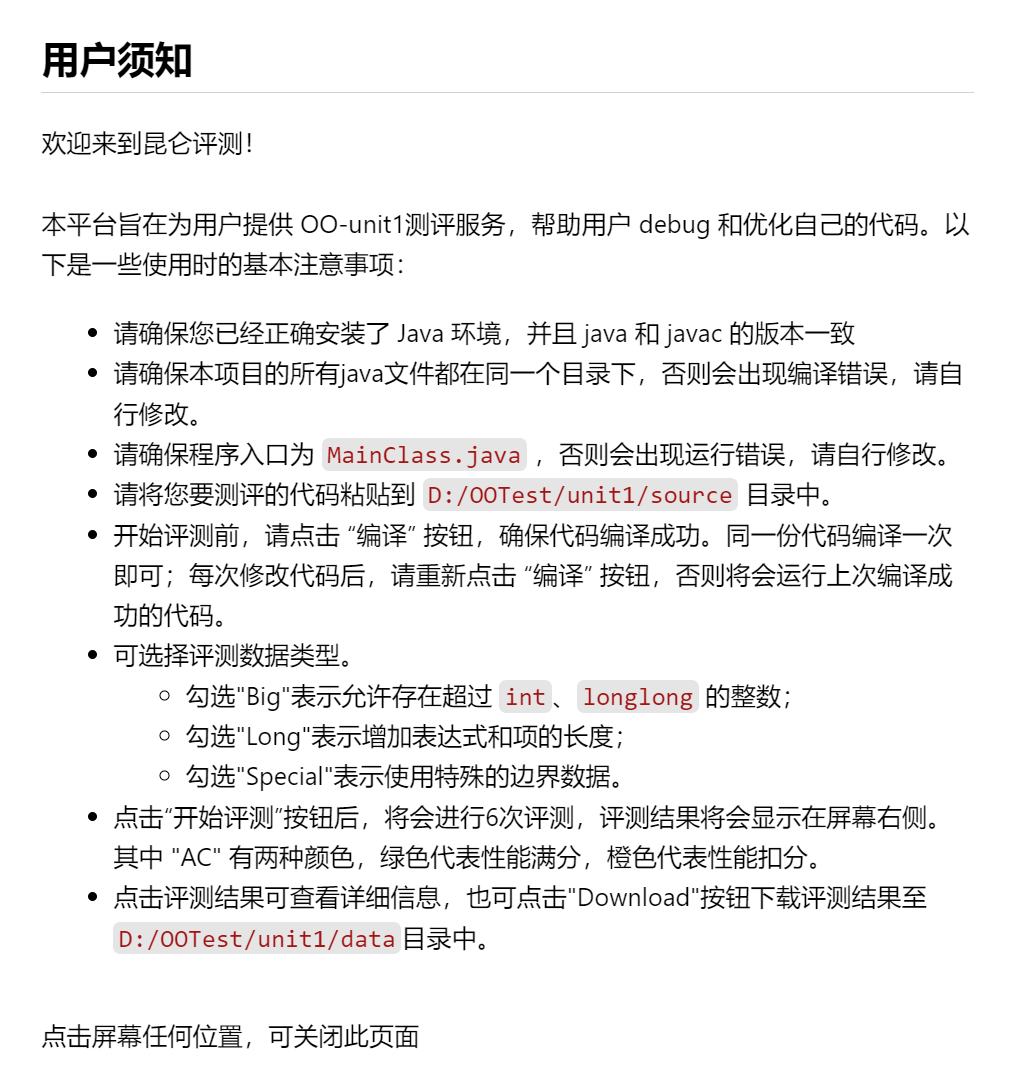 用户须知
欢迎来到昆仑评测！
本平台旨在为用户提供 OO-unit1测评服务，帮助用户 debug 和优化自己的代码。以
下是一些使用时的基本注意事项：
请确保您已经正确安装了 Java 环境，并且 java 和 javac 的版本一致
请确保本项目的所有java文件都在同一个目录下，否则会出现编译错误，请自
行修改。
请确保程序入口为 MainClass.java ，否则会出现运行错误，请自行修改。
请将您要测评的代码粘贴到 D:/OOTest/unit1/source 目录中。
开始评测前，请点击 “编译” 按钮，确保代码编译成功。同一份代码编译一次
即可；每次修改代码后，请重新点击 “编译” 按钮，否则将会运行上次编译成
功的代码。
可选择评测数据类型。
勾选"Big"表示允许存在超过 int、longlong 的整数；
勾选"Long"表示增加表达式和项的长度；
勾选"Special"表示使用特殊的边界数据。
点击“开始评测”按钮后，将会进行6次评测，评测结果将会显示在屏幕右侧。
其中 "AC" 有两种颜色，绿色代表性能满分，橙色代表性能扣分。
点击评测结果可查看详细信息，也可点击"Download"按钮下载评测结果至
D:/OOTest/unit1/data目录中。
点击屏幕任何位置，可关闭此页面